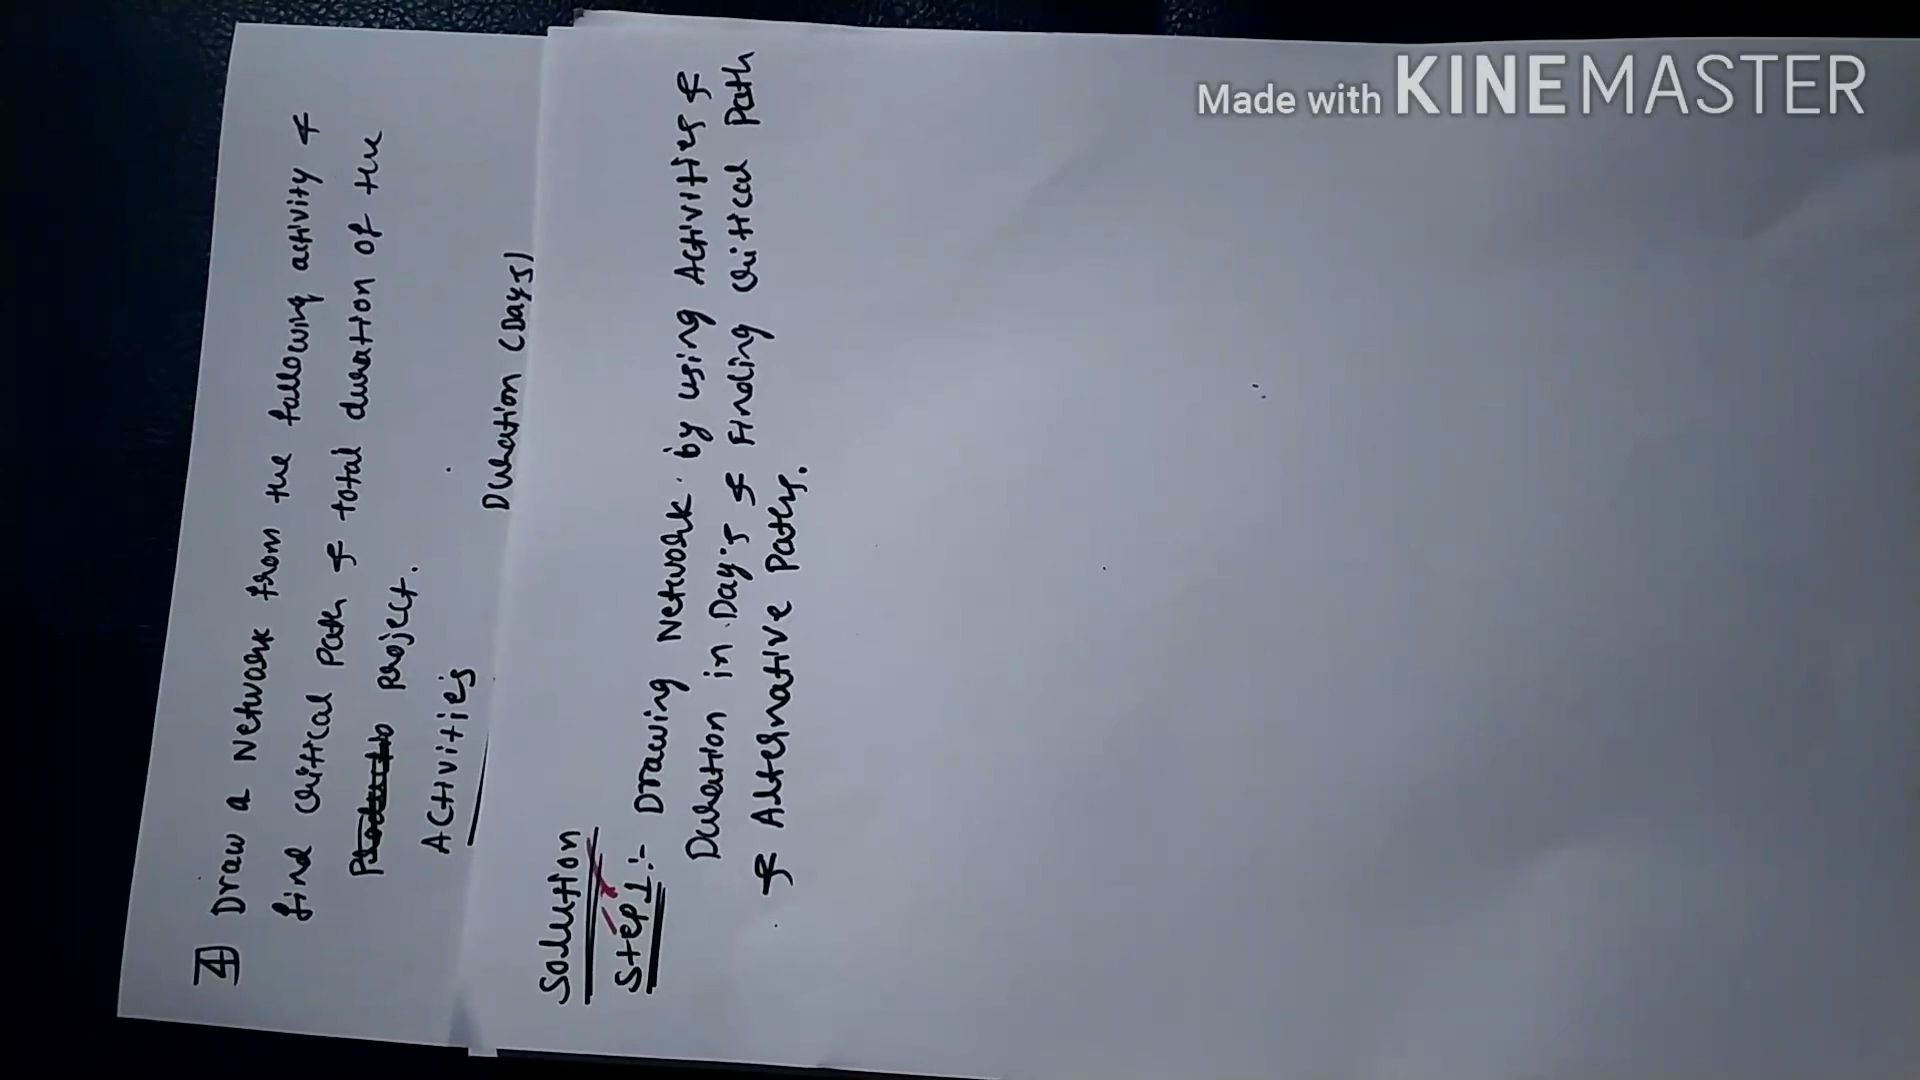 4 Draw a Network from the following activity &
find critical Path & total duration of the
project.
Activities
Duration (Days)
Solution
Step 1:- Drawing Network by using Activities &
Duration in Day's & Finding critical Path
& Alternative Paths.
Made with KINEMASTER